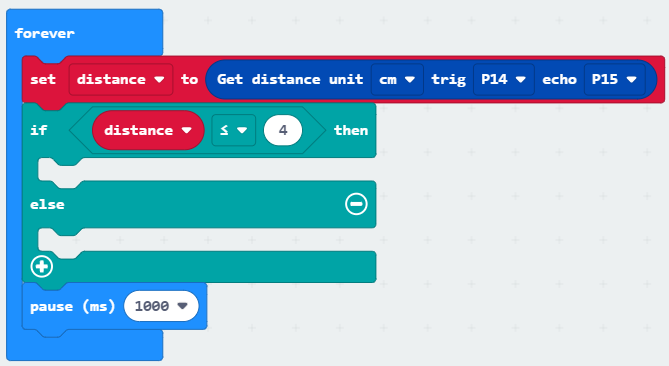 forever
set distance to Get distance unit cm trig P14 echo P15
if distance ≤ 4 then
else
pause (ms) 1000